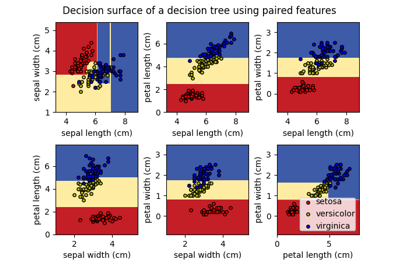 Decision surface of a decision tree using paired features
5
4
3
2
1
sepal width (cm)
4
6
8
sepal length (cm)
6
4
2
0
petal length (cm)
4
6
8
sepal length (cm)
3
2
1
0
petal width (cm)
4
6
8
sepal length (cm)
6
4
2
0
petal length (cm)
2
4
sepal width (cm)
3
2
1
0
petal width (cm)
2
4
sepal width (cm)
3
2
1
0
petal width (cm)
0
5
petal length (cm)
setosa
versicolor
virginica